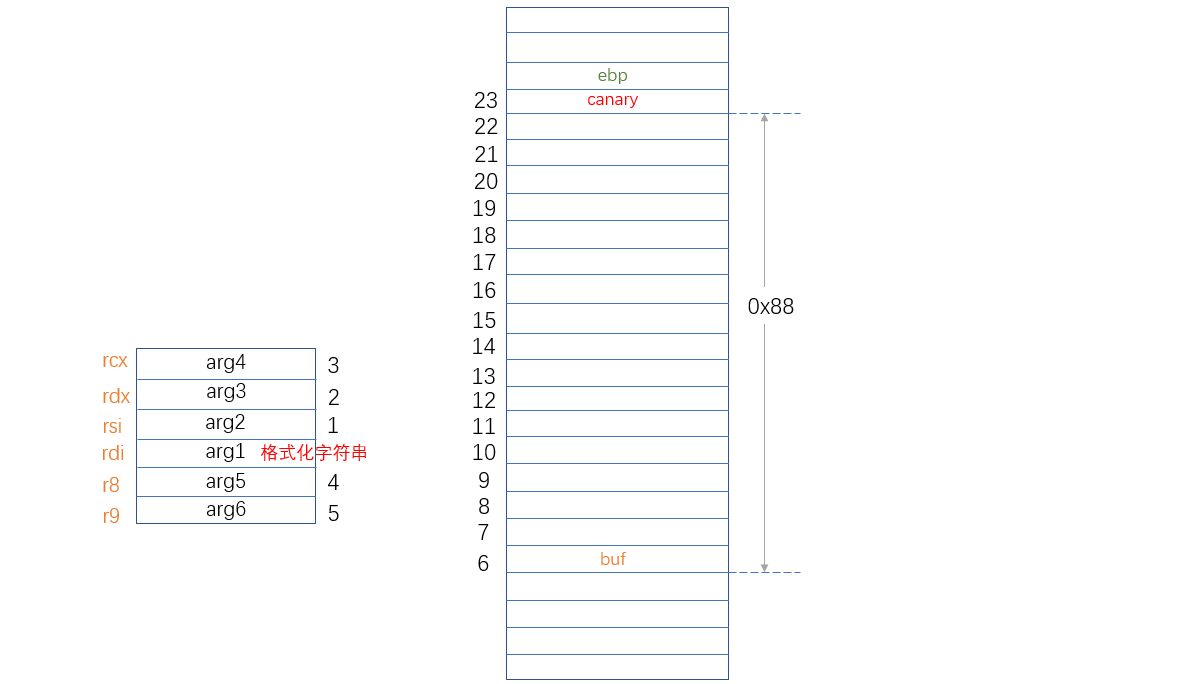 ebp
23 canary
22
21
20
19
18
17
16
0x88
15
14
13
12
11
10
9
8
7
6 buf
rcx arg4 3
rdx arg3 2
rsi arg2 1
rdi arg1 格式化字符串
r8 arg5 4
r9 arg6 5